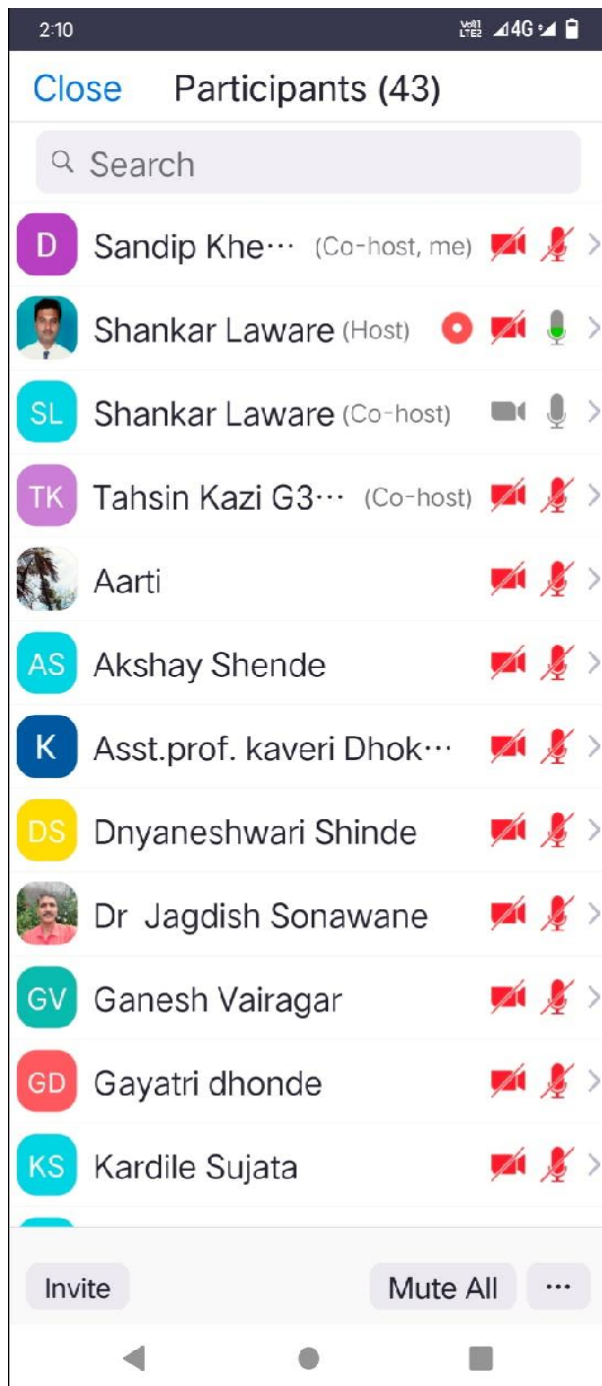 2:10 VoII LTE2 4G
Close Participants (43)
Search
D Sandip Khe··· (Co-host, me)
Shankar Laware (Host)
SL Shankar Laware (Co-host)
TK Tahsin Kazi G3··· (Co-host)
Aarti
AS Akshay Shende
K Asst.prof. kaveri Dhok···
DS Dnyaneshwari Shinde
Dr Jagdish Sonawane
GV Ganesh Vairagar
GD Gayatri dhonde
KS Kardile Sujata
Invite Mute All ···